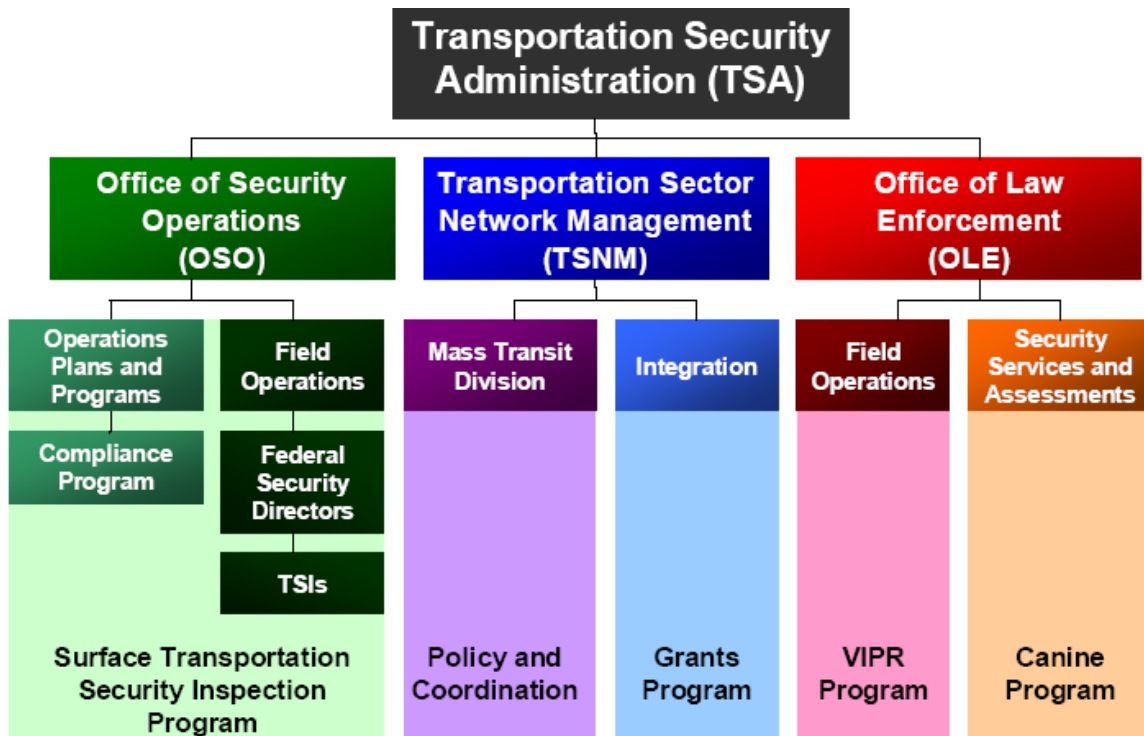 Transportation Security
Administration (TSA)
Office of Security
Operations
(OSO)
Transportation Sector
Network Management
(TSNM)
Office of Law
Enforcement
(OLE)
Operations
Plans and
Programs
Field
Operations
Mass Transit
Division
Integration
Field
Operations
Security
Services and
Assessments
Compliance
Program
Federal
Security
Directors
TSIs
Surface Transportation
Security Inspection
Program
Policy and
Coordination
Grants
Program
VIPR
Program
Canine
Program